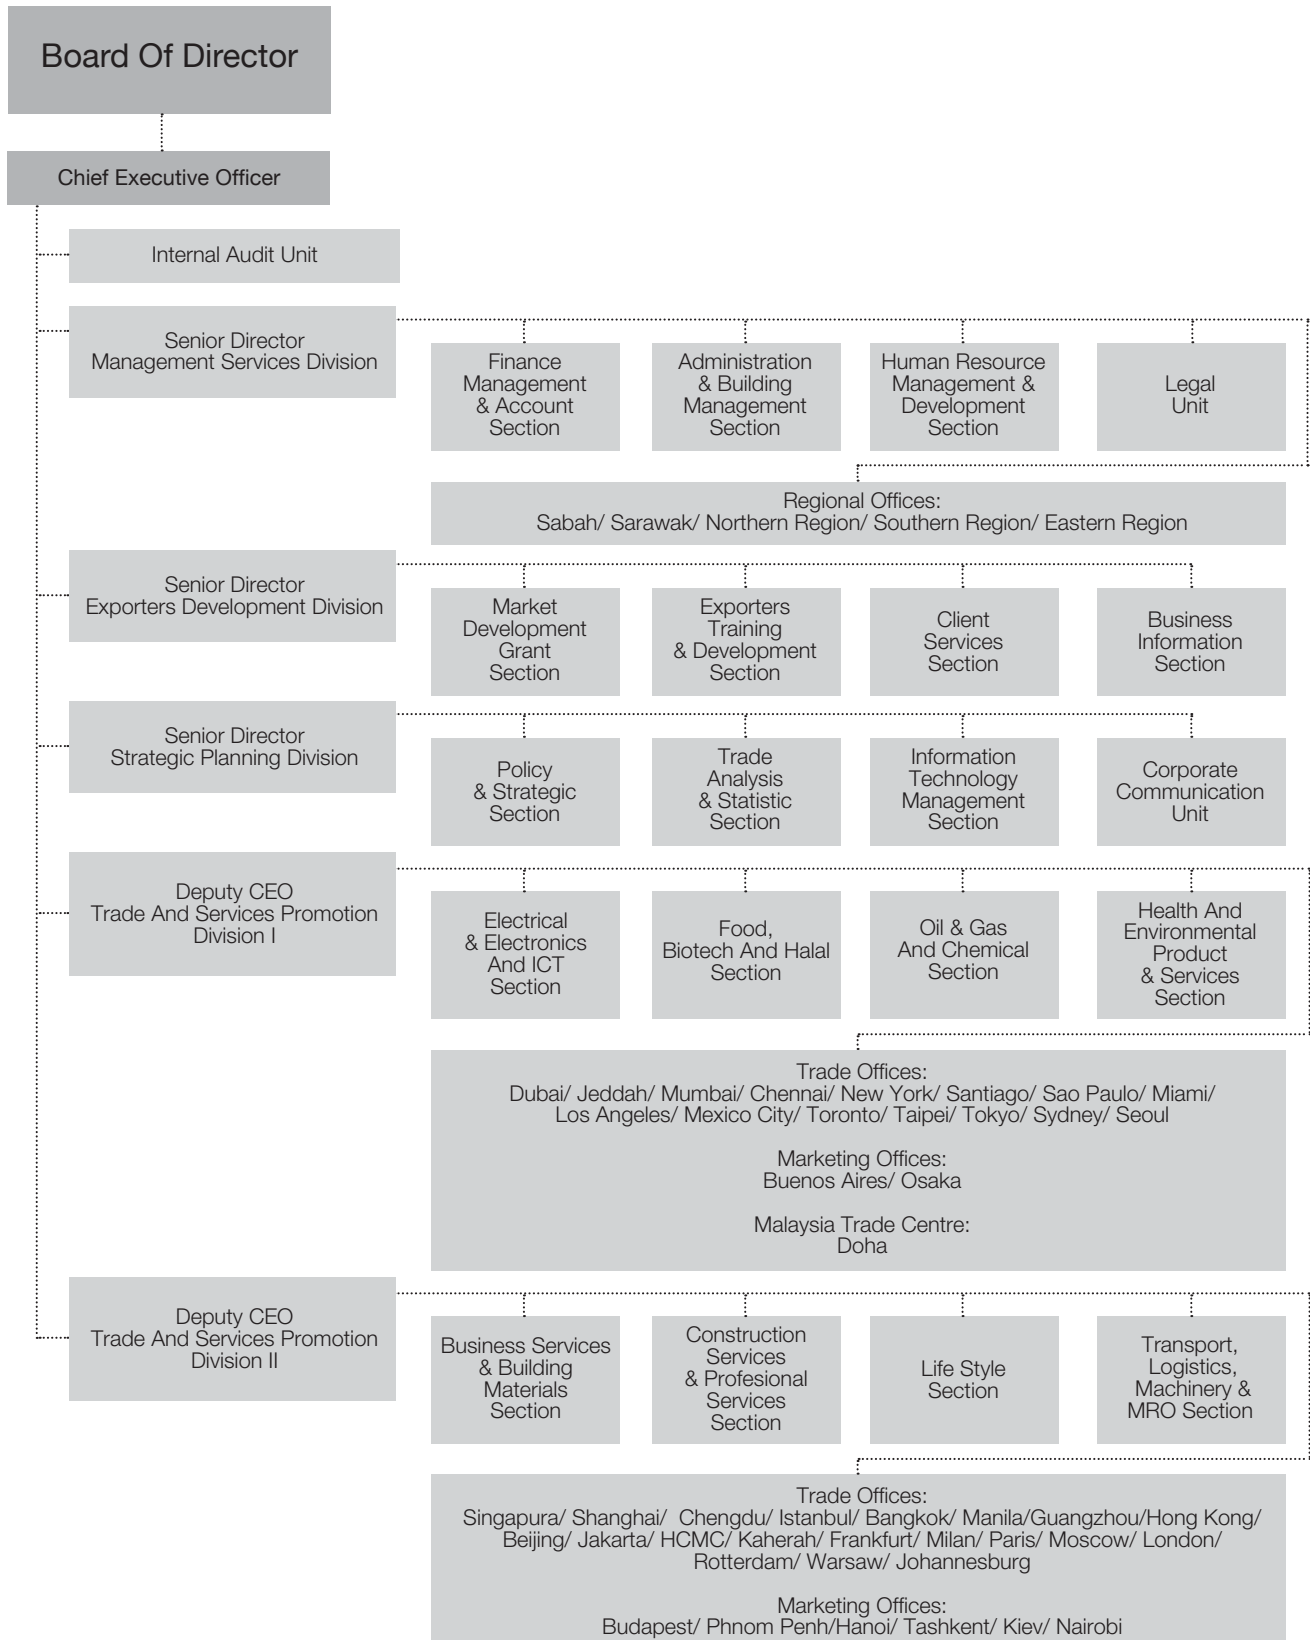 Board Of Director
Chief Executive Officer
Internal Audit Unit
Senior Director
Management Services Division
Finance
Management
& Account
Section
Administration
& Building
Management
Section
Human Resource
Management &
Development
Section
Legal
Unit
Regional Offices:
Sabah/ Sarawak/ Northern Region/ Southern Region/ Eastern Region
Senior Director
Exporters Development Division
Market
Development
Grant
Section
Exporters
Training
& Development
Section
Client
Services
Section
Business
Information
Section
Senior Director
Strategic Planning Division
Policy
& Strategic
Section
Trade
Analysis
& Statistic
Section
Information
Technology
Management
Section
Corporate
Communication
Unit
Deputy CEO
Trade And Services Promotion
Division I
Electrical
& Electronics
And ICT
Section
Food,
Biotech And Halal
Section
Oil & Gas
And Chemical
Section
Health And
Environmental
Product
& Services
Section
Trade Offices:
Dubai/ Jeddah/ Mumbai/ Chennai/ New York/ Santiago/ Sao Paulo/ Miami/
Los Angeles/ Mexico City/ Toronto/ Taipei/ Tokyo/ Sydney/ Seoul
Marketing Offices:
Buenos Aires/ Osaka
Malaysia Trade Centre:
Doha
Deputy CEO
Trade And Services Promotion
Division II
Business Services
& Building
Materials
Section
Construction
Services
& Profesional
Services
Section
Life Style
Section
Transport,
Logistics,
Machinery &
MRO Section
Trade Offices:
Singapura/ Shanghai/ Chengdu/ Istanbul/ Bangkok/ Manila/Guangzhou/Hong Kong/
Beijing/ Jakarta/ HCMC/ Kaherah/ Frankfurt/ Milan/ Paris/ Moscow/ London/
Rotterdam/ Warsaw/ Johannesburg
Marketing Offices:
Budapest/ Phnom Penh/Hanoi/ Tashkent/ Kiev/ Nairobi